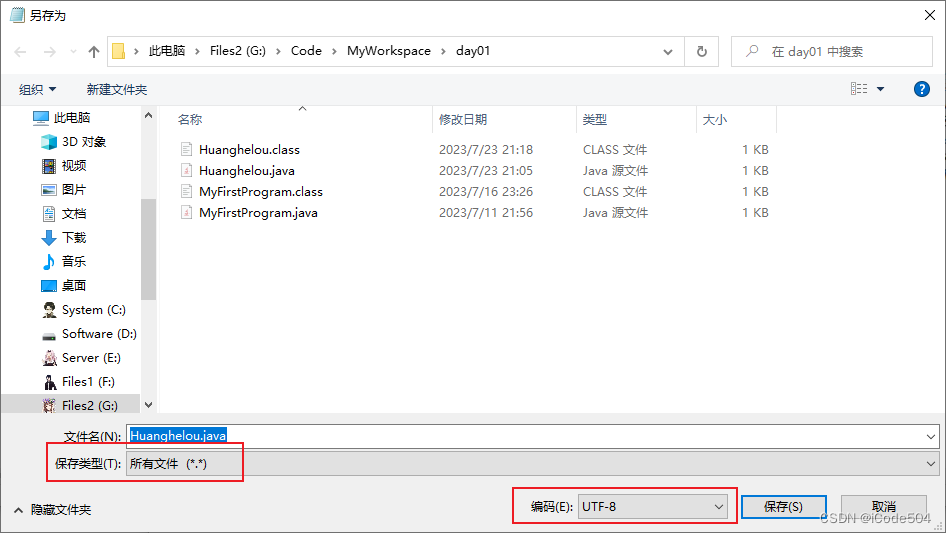 另存为
此电脑 › Files2 (G:) › Code › MyWorkspace › day01
在 day01 中搜索
组织
新建文件夹
此电脑
3D 对象
视频
图片
文档
下载
音乐
桌面
System (C:)
Software (D:)
Server (E:)
Files1 (F:)
Files2 (G:)
名称 修改日期 类型 大小
Huanghelou.class 2023/7/23 21:18 CLASS 文件 1 KB
Huanghelou.java 2023/7/23 21:05 Java 源文件 1 KB
MyFirstProgram.class 2023/7/16 23:26 CLASS 文件 1 KB
MyFirstProgram.java 2023/7/11 21:56 Java 源文件 1 KB
文件名(N): Huanghelou.java
保存类型(T): 所有文件 (*.*)
隐藏文件夹
编码(E): UTF-8
保存(S)
取消
CSDN @iCode504